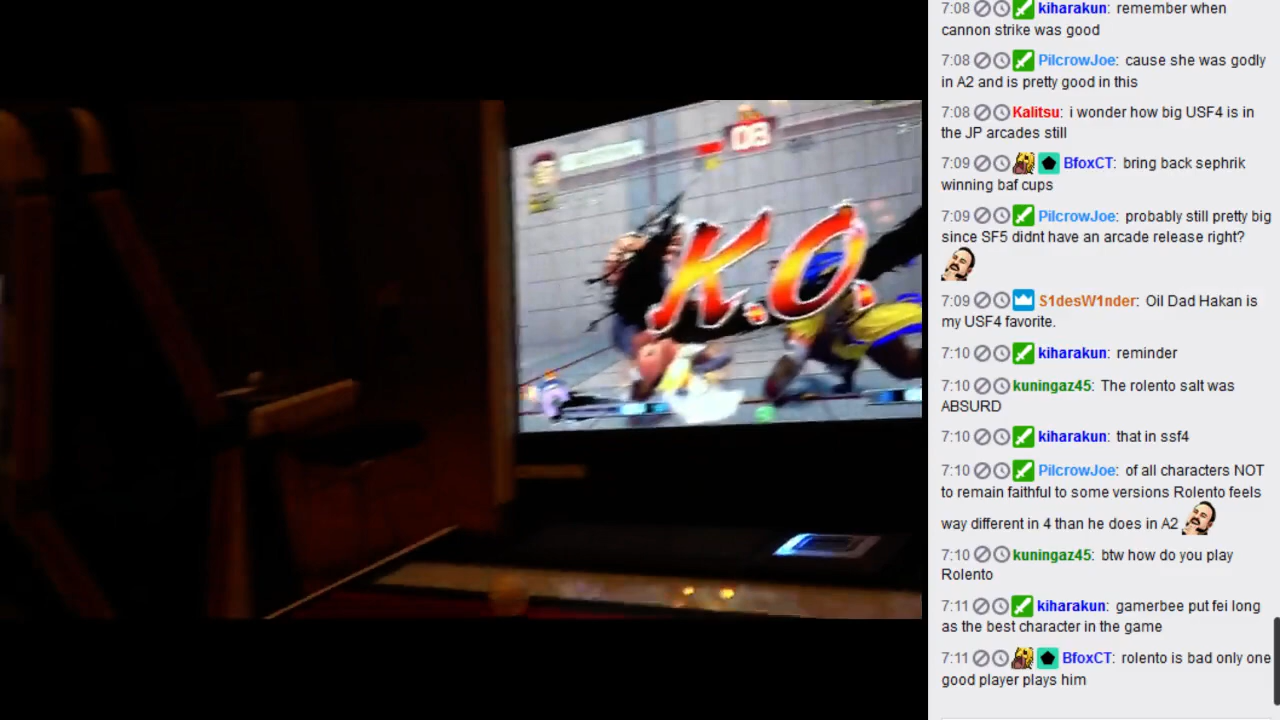 08
K.O.
7:08 kiharakun: remember when
cannon strike was good
7:08 PilcrowJoe: cause she was godly
in A2 and is pretty good in this
7:08 Kalitsu: i wonder how big USF4 is in
the JP arcades still
7:09 BfoxCT: bring back sephrik
winning baf cups
7:09 PilcrowJoe: probably still pretty big
since SF5 didnt have an arcade release right?
7:09 S1desW1nder: Oil Dad Hakan is
my USF4 favorite.
7:10 kiharakun: reminder
7:10 kuningaz45: The rolento salt was
ABSURD
7:10 kiharakun: that in ssf4
7:10 PilcrowJoe: of all characters NOT
to remain faithful to some versions Rolento feels
way different in 4 than he does in A2
7:10 kuningaz45: btw how do you play
Rolento
7:11 kiharakun: gamerbee put fei long
as the best character in the game
7:11 BfoxCT: rolento is bad only one
good player plays him